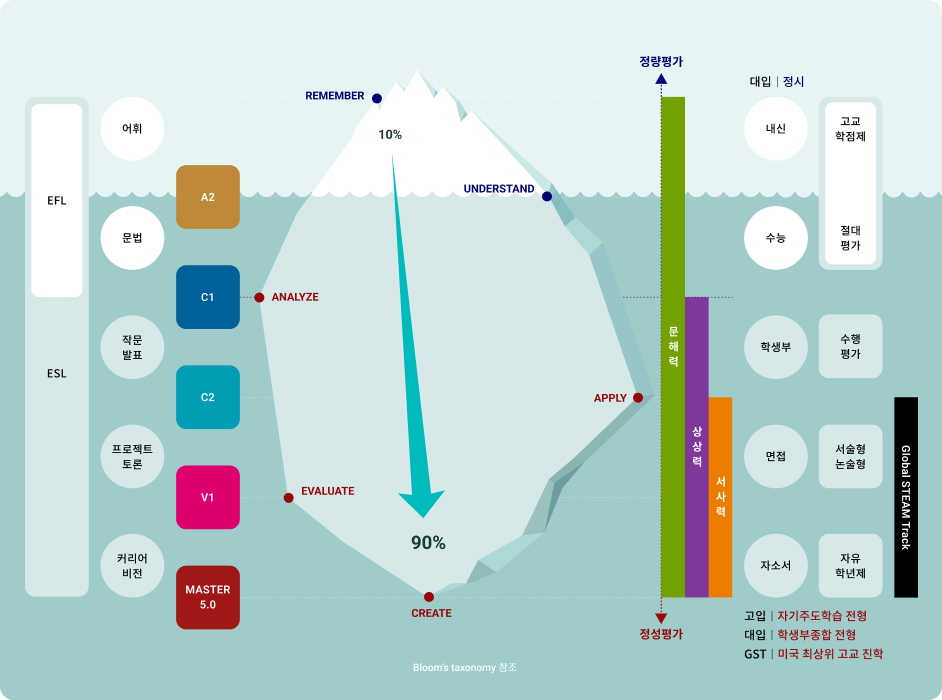 정량평가
대입 | 정시
REMEMBER
10%
UNDERSTAND
ANALYZE
APPLY
EVALUATE
90%
CREATE
EFL
ESL
어휘
문법
작문
발표
프로젝트
토론
커리어
비전
A2
C1
C2
V1
MASTER
5.0
문해력
상상력
서사력
내신
수능
학생부
면접
자소서
고교
학점제
절대
평가
수행
평가
서술형
논술형
자유
학년제
Global STEAM Track
정성평가
고입 | 자기주도학습 전형
대입 | 학생부종합 전형
GST | 미국 최상위 고교 진학
Bloom's taxonomy 참조